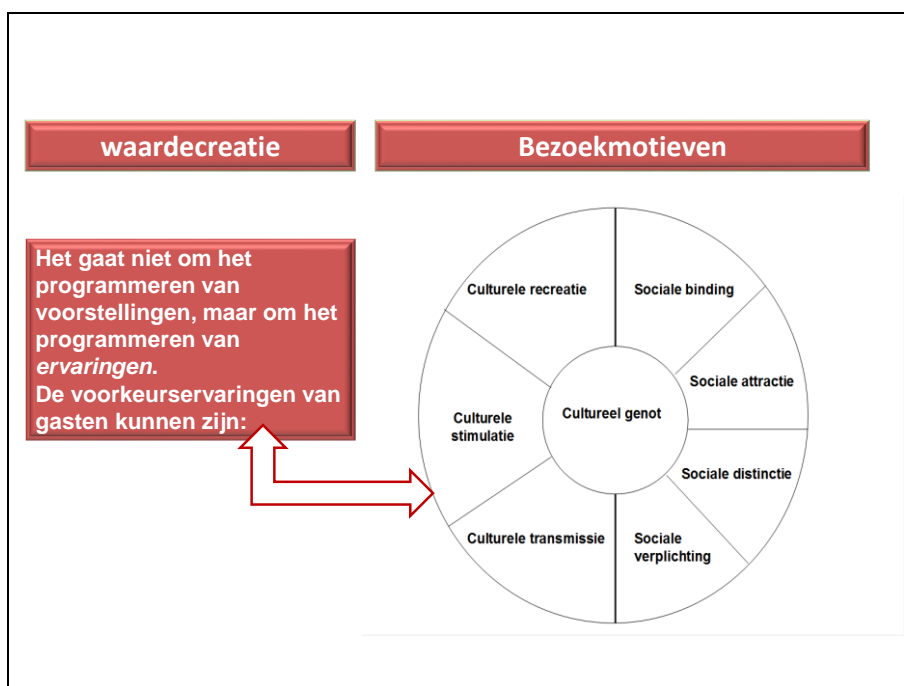 waardecreatie
Bezoekmotieven
Het gaat niet om het
programmeren van
voorstellingen, maar om het
programmeren van
ervaringen.
De voorkeurservaringen van
gasten kunnen zijn:
Culturele recreatie
Sociale binding
Sociale attractie
Culturele
stimulatie
Cultureel genot
Sociale distinctie
Culturele transmissie
Sociale
verplichting